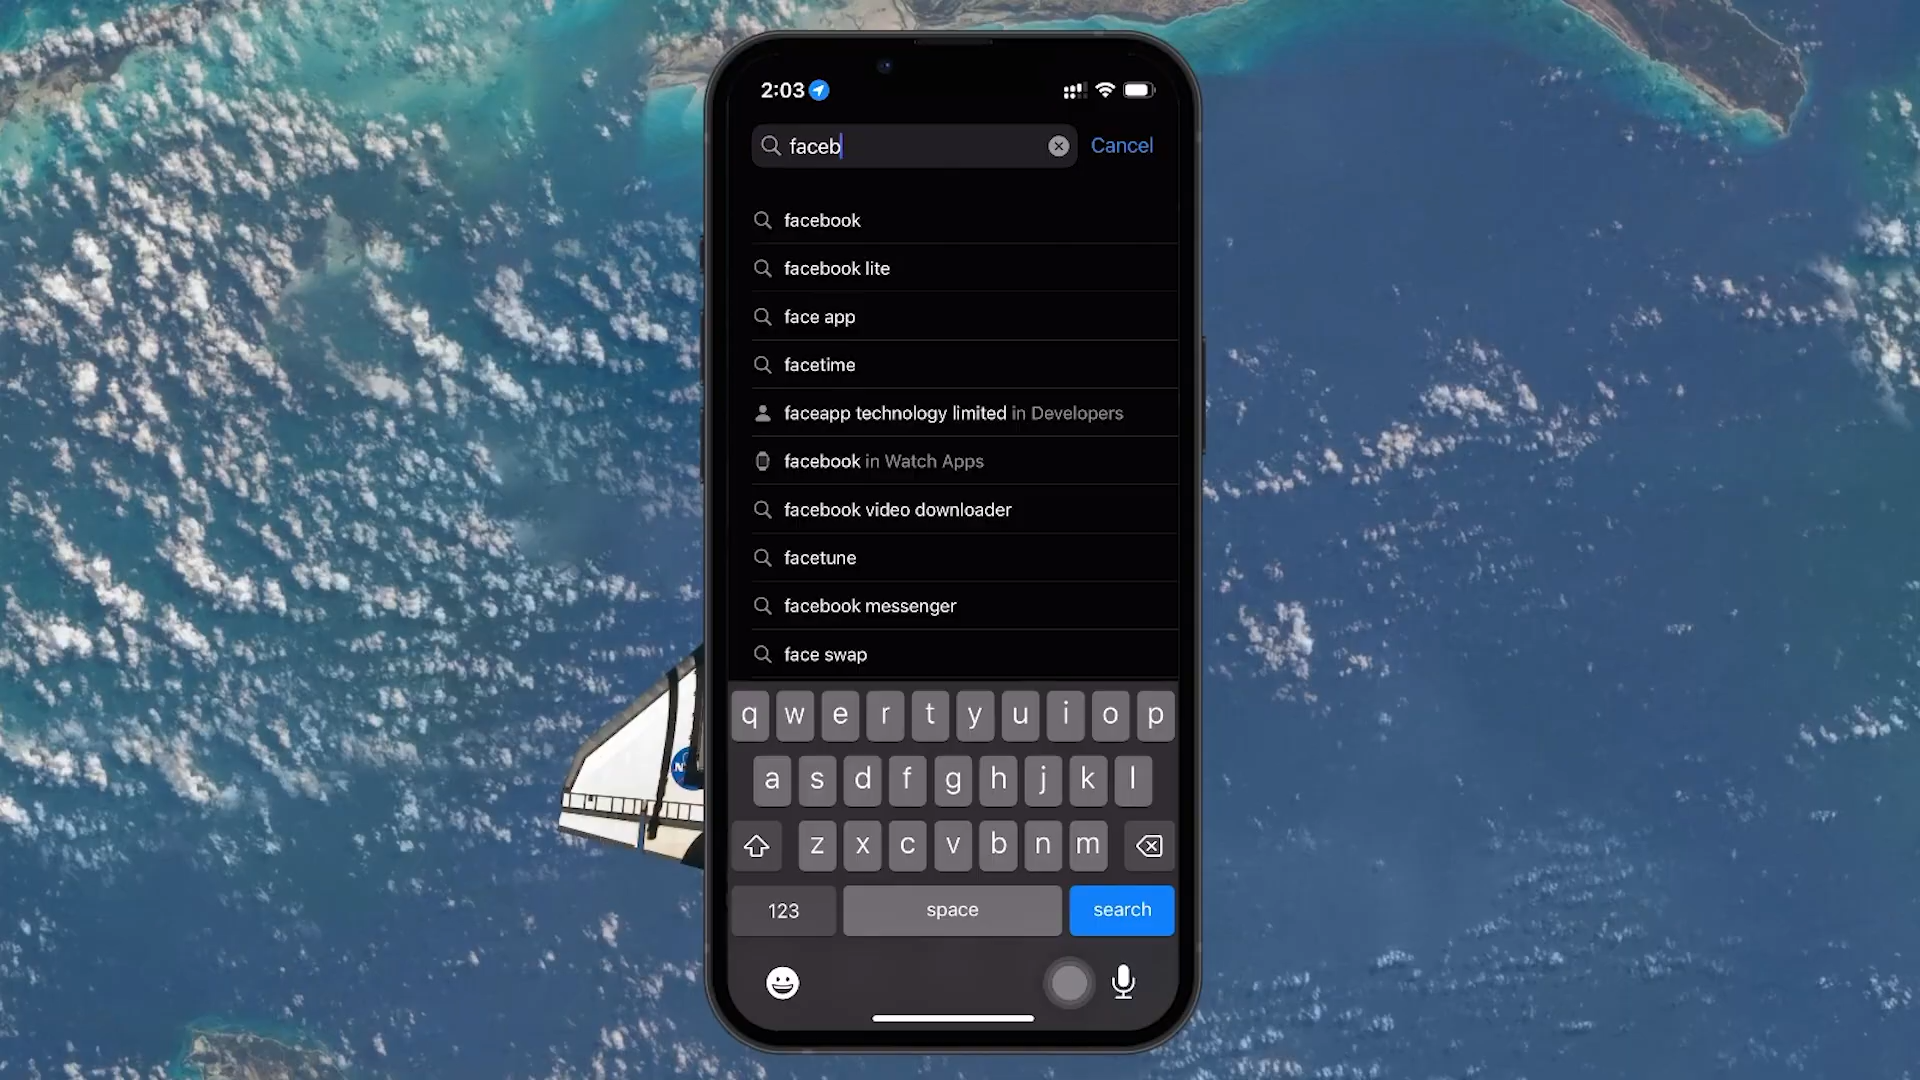 2:03
faceb
Cancel
facebook
facebook lite
face app
facetime
faceapp technology limited in Developers
facebook in Watch Apps
facebook video downloader
facetune
facebook messenger
face swap
q w e r t y u i o p
a s d f g h j k l
z x c v b n m
123 space search